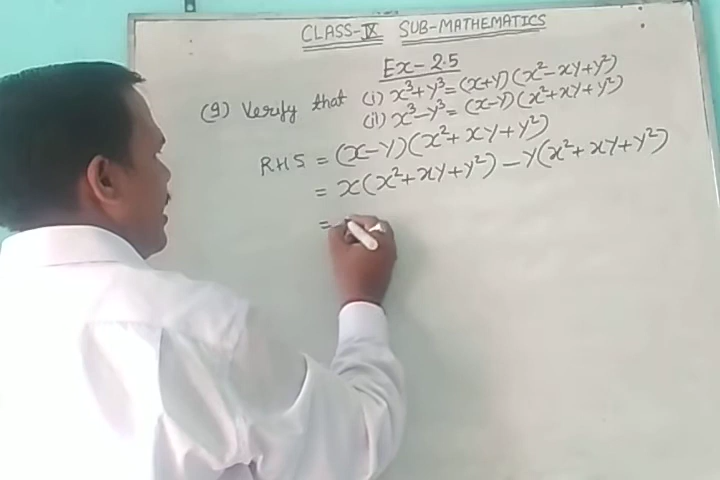 CLASS-IX SUB-MATHEMATICS
Ex-2.5
(9) Verify that (i) x³+y³=(x+y)(x²-xy+y²)
(ii) x³-y³=(x-y)(x²+xy+y²)
RHS = (x-y)(x²+xy+y²)
= x(x²+xy+y²)-y(x²+xy+y²)
=